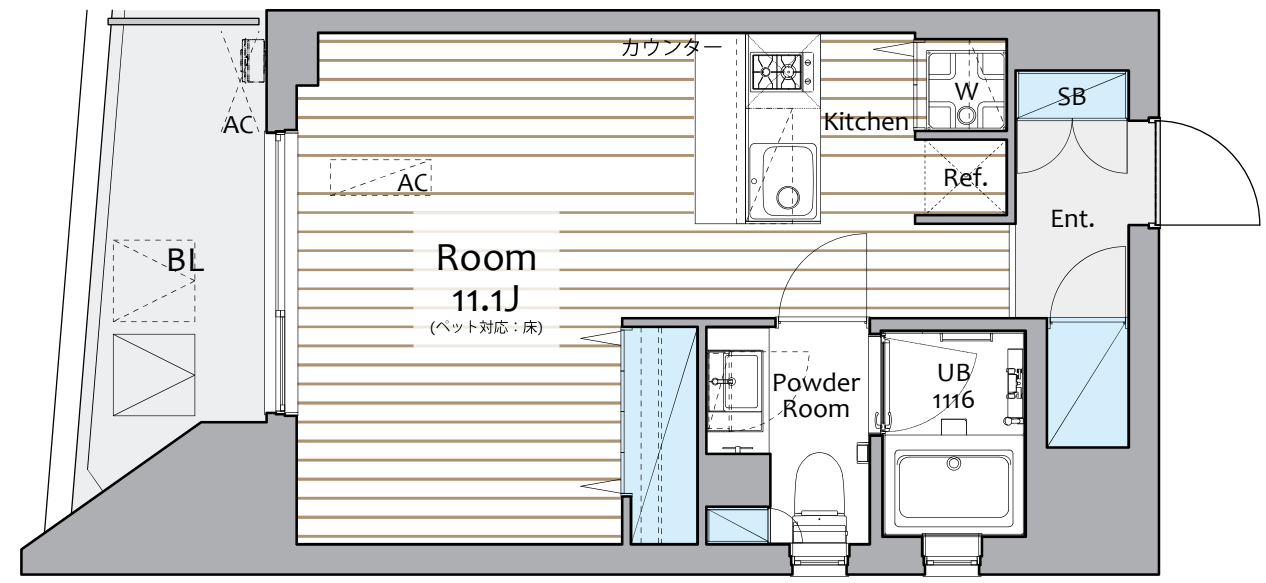 カウンター
AC
W
SB
Kitchen
AC
Ref.
Ent.
BL
Room
11.1J
(ペット対応：床)
Powder
Room
UB
1116